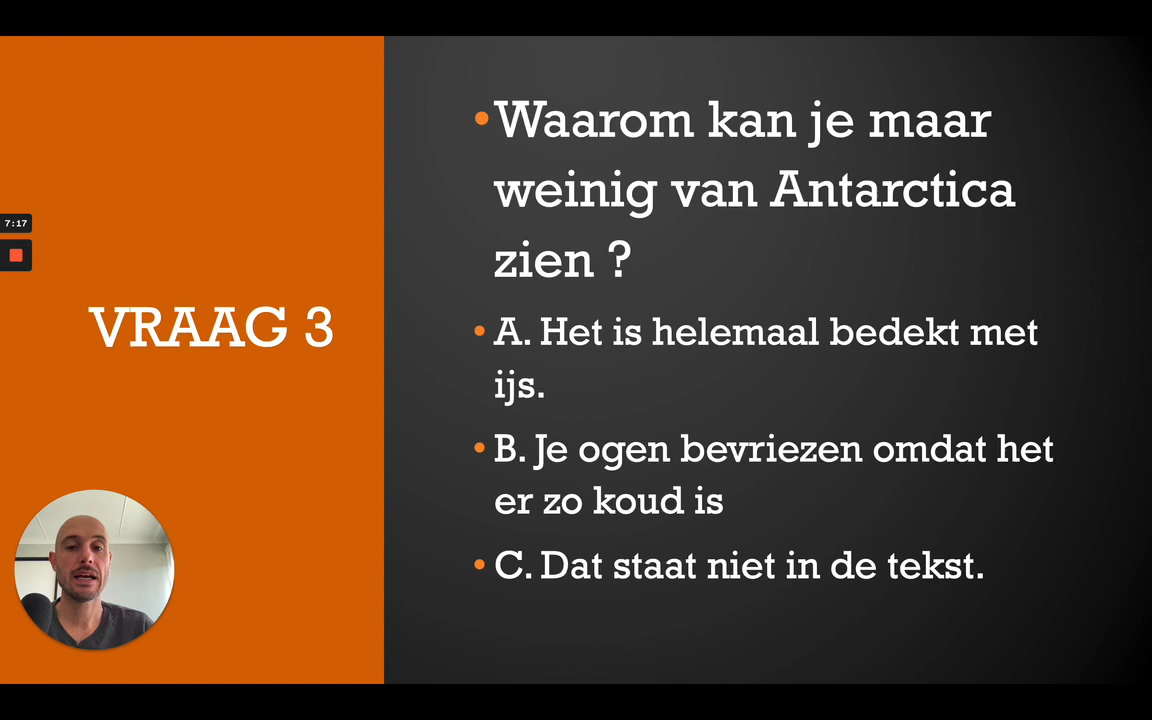 7:17
VRAAG 3
•Waarom kan je maar
weinig van Antarctica
zien ?
• A. Het is helemaal bedekt met
ijs.
• B. Je ogen bevriezen omdat het
er zo koud is
• C. Dat staat niet in de tekst.